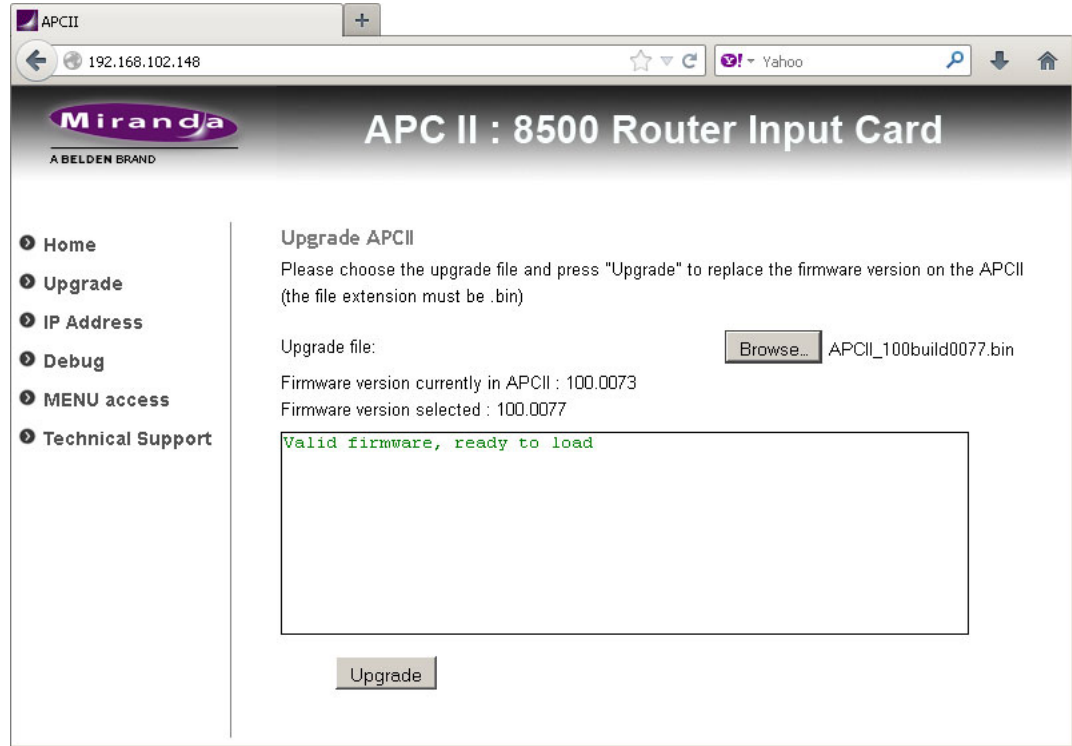 APCII
192.168.102.148
Yahoo
Miranda
A BELDEN BRAND
APC II : 8500 Router Input Card
Home
Upgrade
IP Address
Debug
MENU access
Technical Support
Upgrade APCII
Please choose the upgrade file and press "Upgrade" to replace the firmware version on the APCII
(the file extension must be .bin)
Upgrade file:
Browse... APCII_100build0077.bin
Firmware version currently in APCII : 100.0073
Firmware version selected : 100.0077
Valid firmware, ready to load
Upgrade